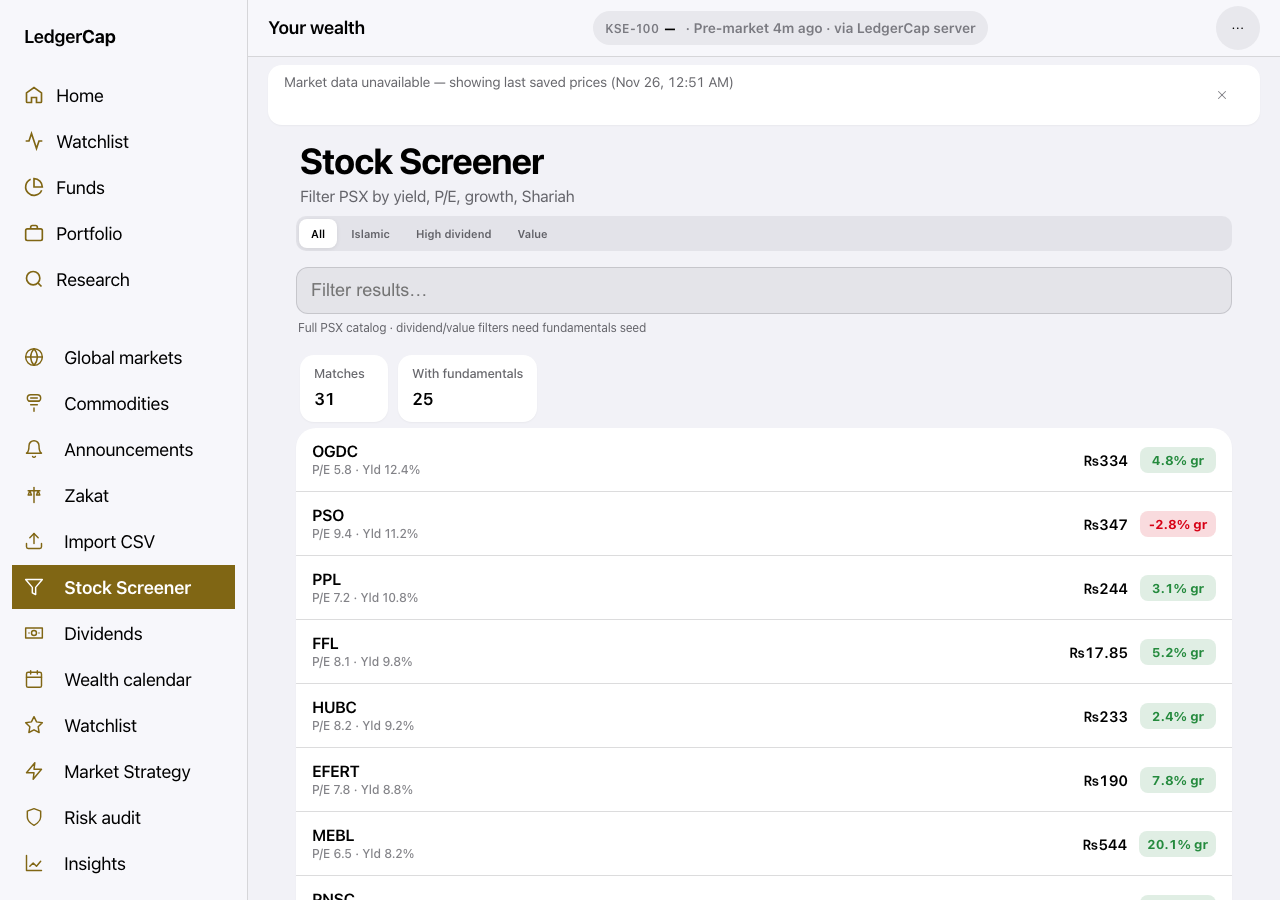 LedgerCap
Home
Watchlist
Funds
Portfolio
Research
Global markets
Commodities
Announcements
Zakat
Import CSV
Stock Screener
Dividends
Wealth calendar
Watchlist
Market Strategy
Risk audit
Insights
Your wealth
KSE-100 — · Pre-market 4m ago · via LedgerCap server
...
Market data unavailable — showing last saved prices (Nov 26, 12:51 AM)
×
Stock Screener
Filter PSX by yield, P/E, growth, Shariah
All Islamic High dividend Value
Filter results…
Full PSX catalog · dividend/value filters need fundamentals seed
Matches
31
With fundamentals
25
OGDC
P/E 5.8 · Yld 12.4%
₨334 4.8% gr
PSO
P/E 9.4 · Yld 11.2%
₨347 -2.8% gr
PPL
P/E 7.2 · Yld 10.8%
₨244 3.1% gr
FFL
P/E 8.1 · Yld 9.8%
₨17.85 5.2% gr
HUBC
P/E 8.2 · Yld 9.2%
₨233 2.4% gr
EFERT
P/E 7.8 · Yld 8.8%
₨190 7.8% gr
MEBL
P/E 6.5 · Yld 8.2%
₨544 20.1% gr
PNSC